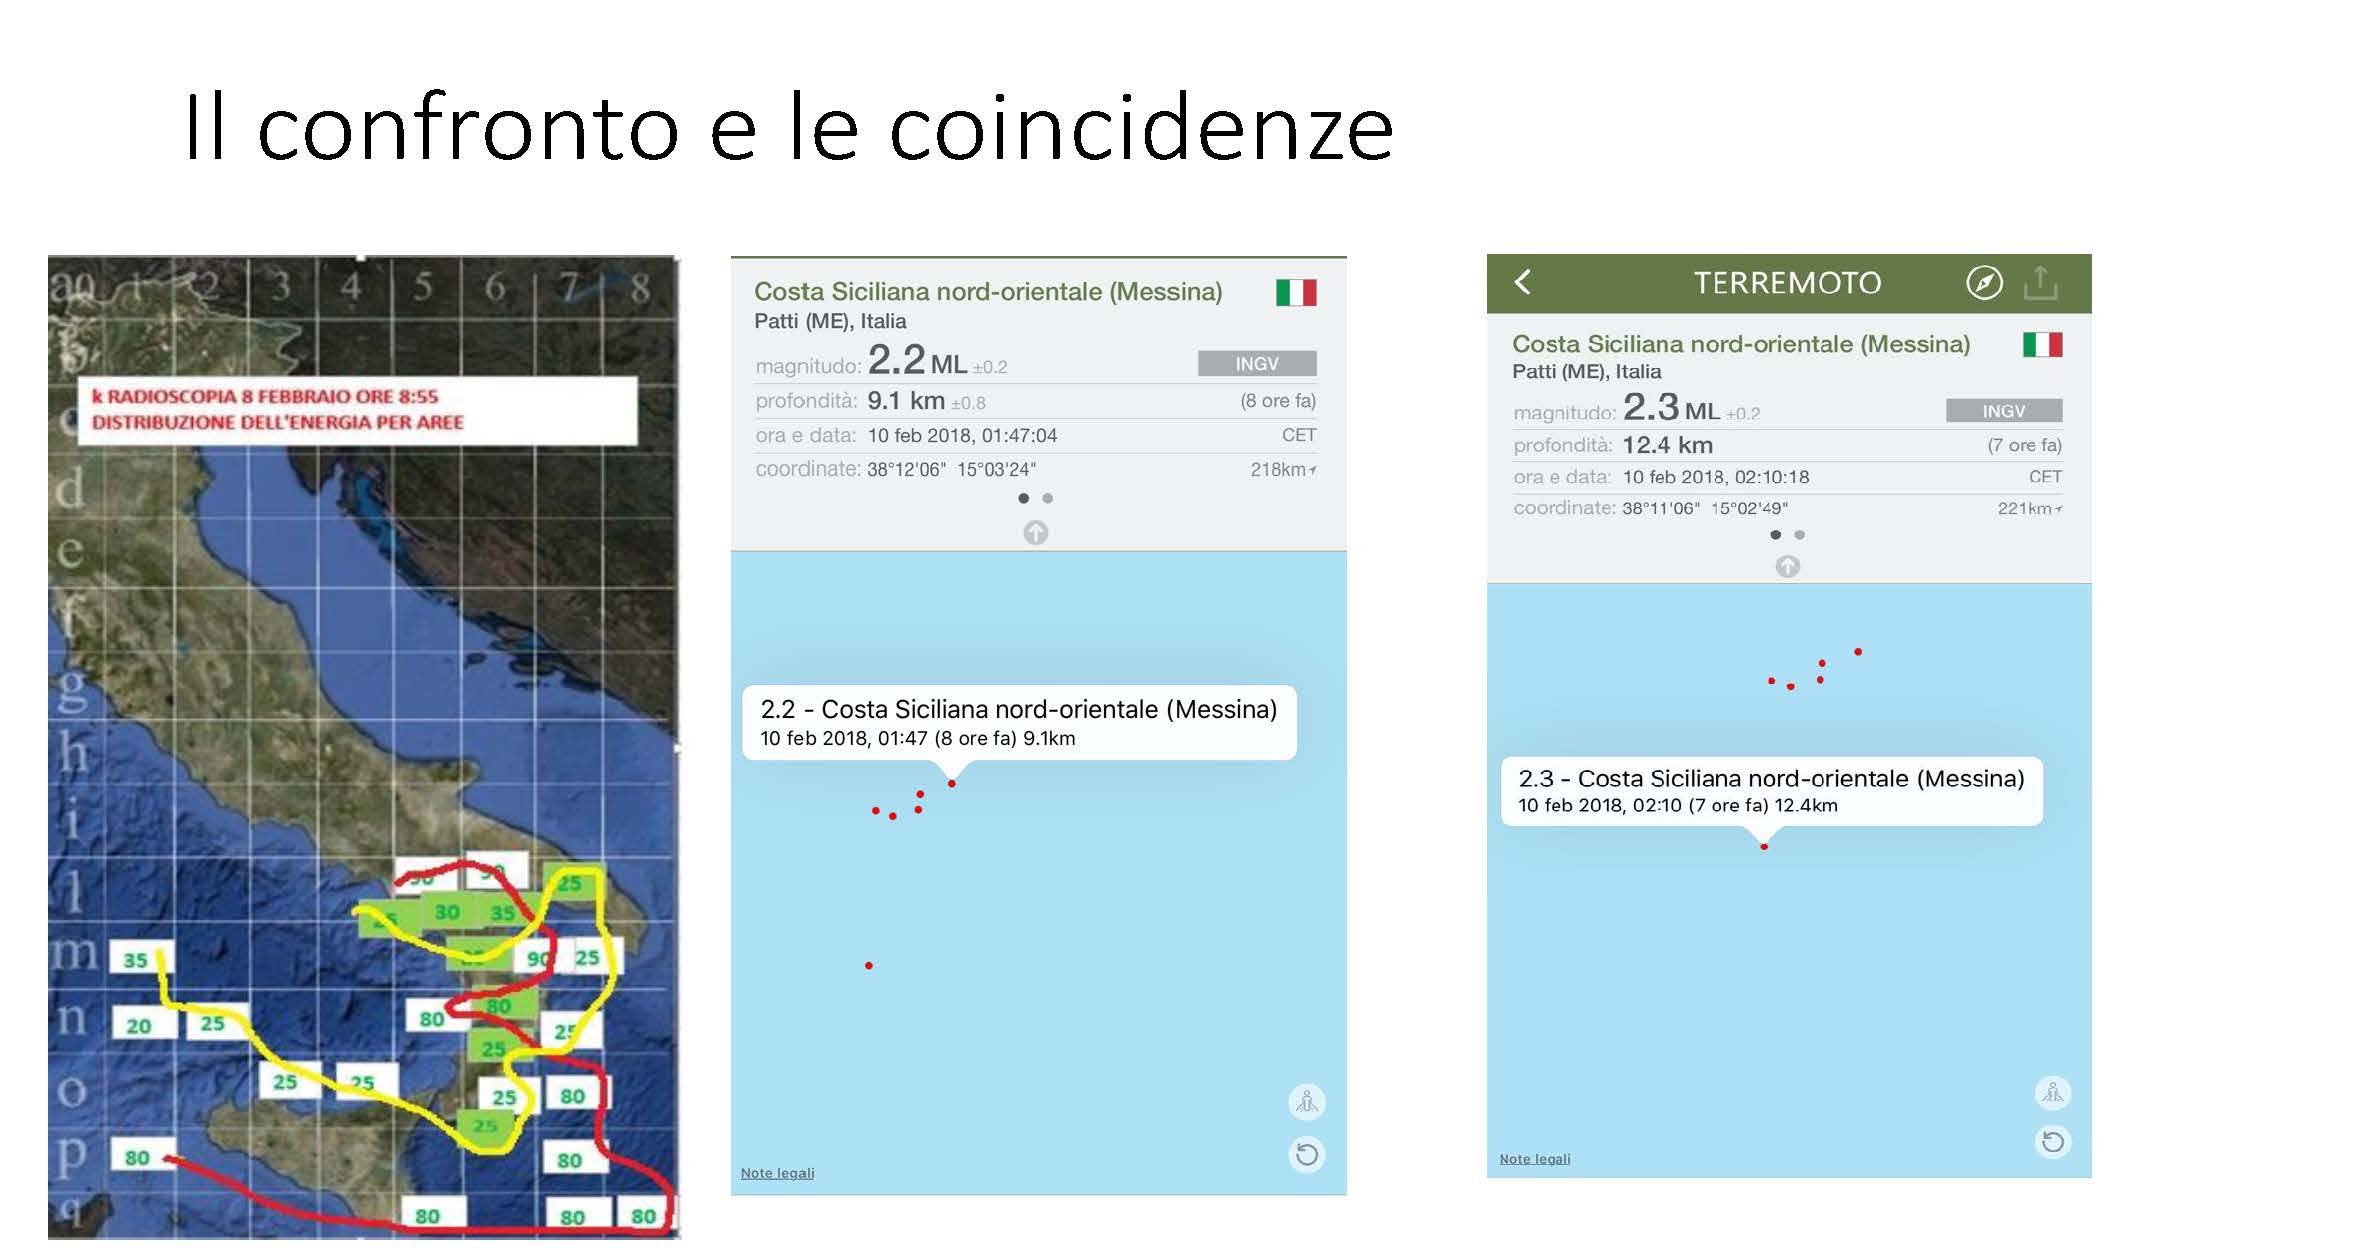 Il confronto e le coincidenze
a0 1 2 3 4 5 6 7 8
k RADIOSCOPIA 8 FEBBRAIO ORE 8:55
DISTRIBUZIONE DELL'ENERGIA PER AREE
d
e
f
g
h
i
l
90 90 25
30 35
m 35 90 25
n 20 25 80 80 25
25
o 25 25 25 80
25
p 80 80
q 80 80 80
Costa Siciliana nord-orientale (Messina)
Patti (ME), Italia
magnitudo: 2.2 ML ±0.2 INGV
profondità: 9.1 km ±0.8 (8 ore fa)
ora e data: 10 feb 2018, 01:47:04 CET
coordinate: 38°12'06" 15°03'24" 218km
2.2 - Costa Siciliana nord-orientale (Messina)
10 feb 2018, 01:47 (8 ore fa) 9.1km
Note legali
TERREMOTO
Costa Siciliana nord-orientale (Messina)
Patti (ME), Italia
magnitudo: 2.3 ML ±0.2 INGV
profondità: 12.4 km (7 ore fa)
ora e data: 10 feb 2018, 02:10:18 CET
coordinate: 38°11'06" 15°02'49" 221km
2.3 - Costa Siciliana nord-orientale (Messina)
10 feb 2018, 02:10 (7 ore fa) 12.4km
Note legali